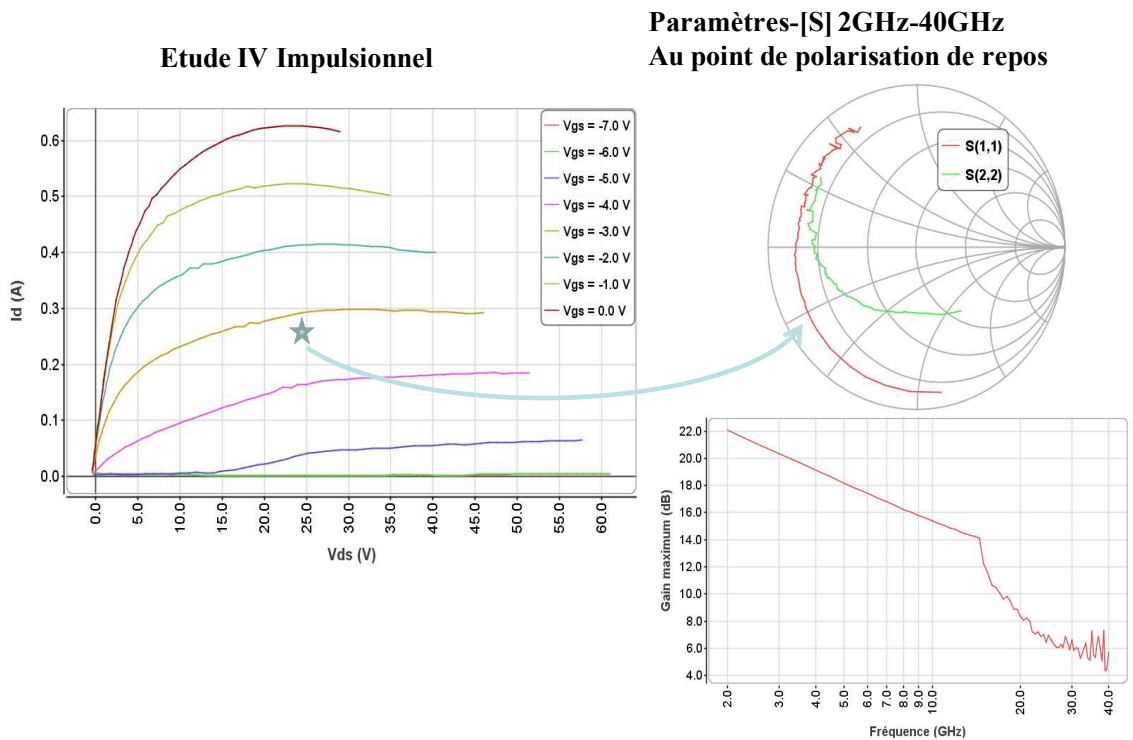 Paramètres-[S] 2GHz-40GHz
Au point de polarisation de repos
Etude IV Impulsionnel
Id (A)
0.6
0.5
0.4
0.3
0.2
0.1
0.0
0.0 5.0 10.0 15.0 20.0 25.0 30.0 35.0 40.0 45.0 50.0 55.0 60.0
Vds (V)
Vgs = -7.0 V
Vgs = -6.0 V
Vgs = -5.0 V
Vgs = -4.0 V
Vgs = -3.0 V
Vgs = -2.0 V
Vgs = -1.0 V
Vgs = 0.0 V
S(1,1)
S(2,2)
Gain maximum (dB)
22.0
20.0
18.0
16.0
14.0
12.0
10.0
8.0
6.0
4.0
2.0 3.0 4.0 5.0 6.0 7.0 8.0 9.0 10.0 20.0 30.0 40.0
Fréquence (GHz)